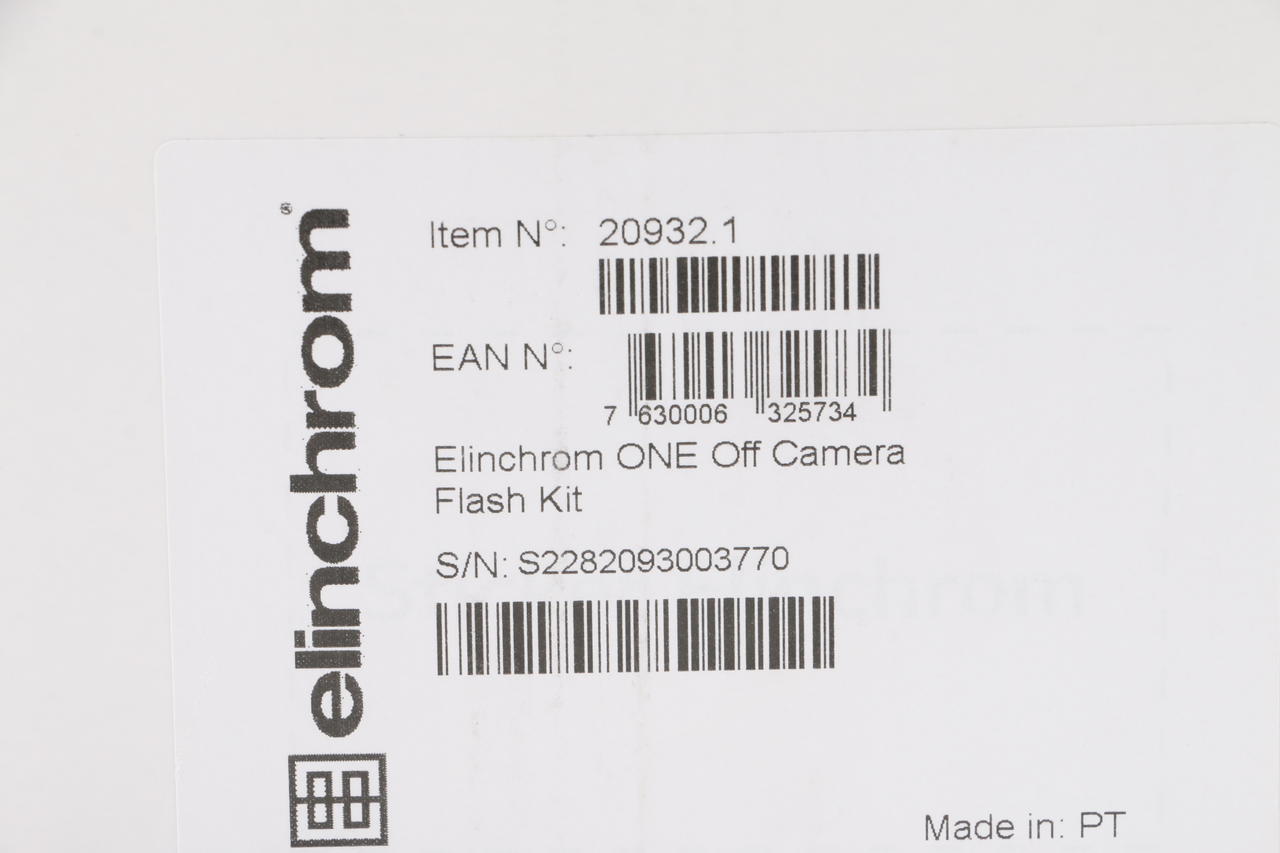 elinchrom®
Item N°: 20932.1
EAN N°:
7 630006 325734
Elinchrom ONE Off Camera
Flash Kit
S/N: S2282093003770
Made in: PT